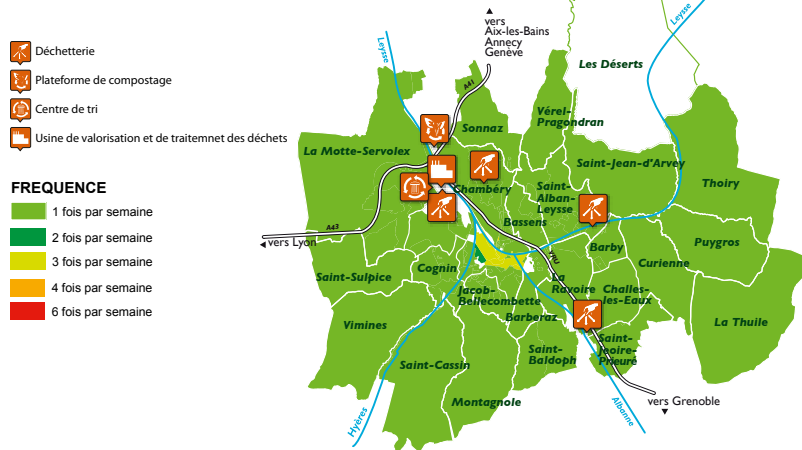 Déchetterie
Plateforme de compostage
Centre de tri
Usine de valorisation et de traitemnet des déchets
FREQUENCE
1 fois par semaine
2 fois par semaine
3 fois par semaine
4 fois par semaine
6 fois par semaine
vers
Aix-les-Bains
Annecy
Genève
Leysse
Leysse
Les Déserts
A41
Sonnaz
Vérel-
Pragondran
La Motte-Servolex
Saint-Jean-d'Arvey
Thoiry
Chambéry
Saint-
Alban-
Leysse
Bassens
A43
vers Lyon
VRU
Barby
Puygros
Curienne
Saint-Sulpice
Cognin
La
Ravoire
Challes-
les-Eaux
Jacob-
Bellecombette
Barberaz
Vimines
La Thuile
Saint-Cassin
Saint-
Baldoph
Saint-
Jeoire-
Prieuré
Montagnole
Hyères
Albanne
vers Grenoble